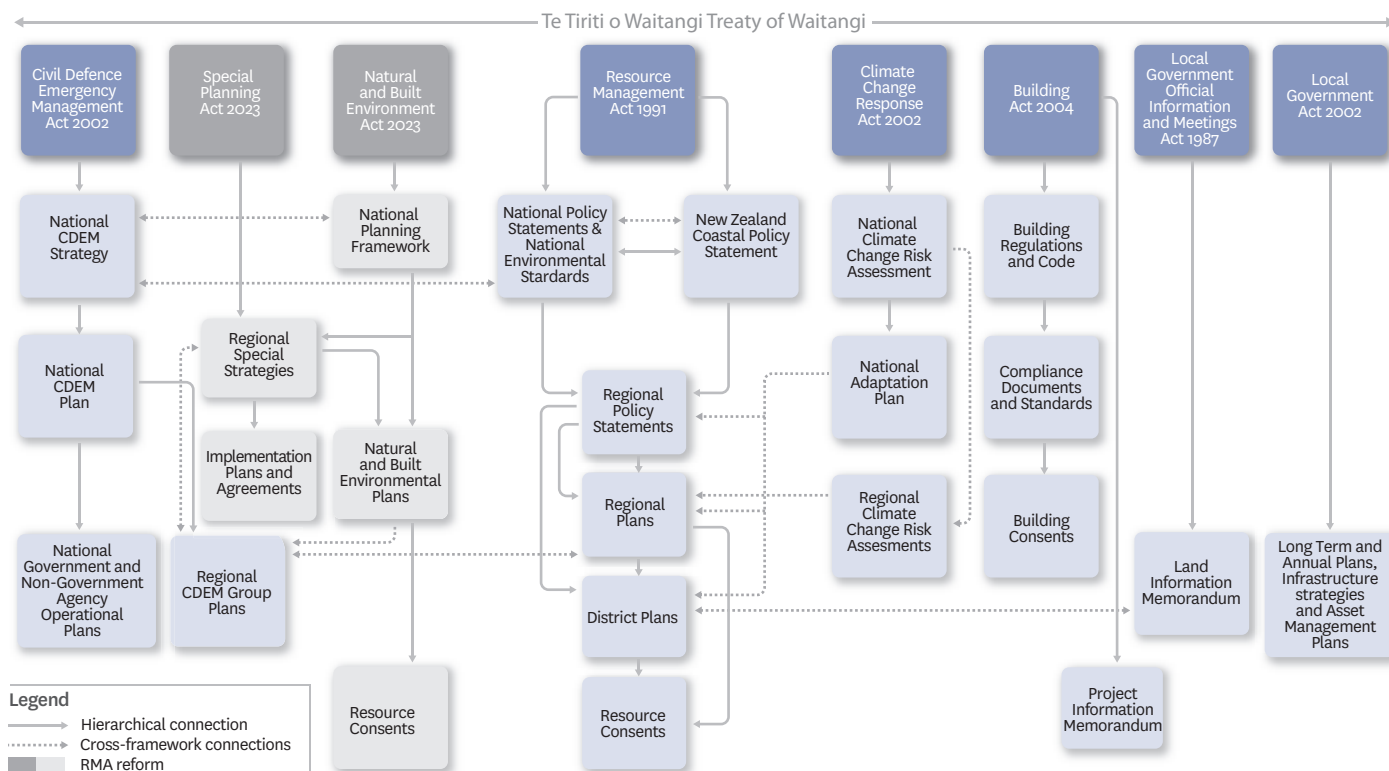 Te Tiriti o Waitangi Treaty of Waitangi
Civil Defence
Emergency
Management
Act 2002
Special
Planning
Act 2023
Natural
and Built
Environment
Act 2023
Resource
Management
Act 1991
Climate
Change
Response
Act 2002
Building
Act 2004
Local
Government
Official
Information
and Meetings
Act 1987
Local
Government
Act 2002
National
CDEM
Strategy
National
Planning
Framework
National Policy
Statements &
National
Environmental
Stardards
New Zealand
Coastal Policy
Statement
National
Climate
Change Risk
Assessment
Building
Regulations
and Code
National
CDEM
Plan
Regional
Special
Strategies
Regional
Policy
Statements
National
Adaptation
Plan
Compliance
Documents
and Standards
Implementation
Plans and
Agreements
Natural
and Built
Environmental
Plans
Regional
Plans
Regional
Climate
Change Risk
Assesments
Building
Consents
National
Government and
Non-Government
Agency
Operational
Plans
Regional
CDEM Group
Plans
District Plans
Land
Information
Memorandum
Long Term and
Annual Plans,
Infrastructure
strategies
and Asset
Management
Plans
Resource
Consents
Resource
Consents
Project
Information
Memorandum
Legend
Hierarchical connection
Cross-framework connections
RMA reform